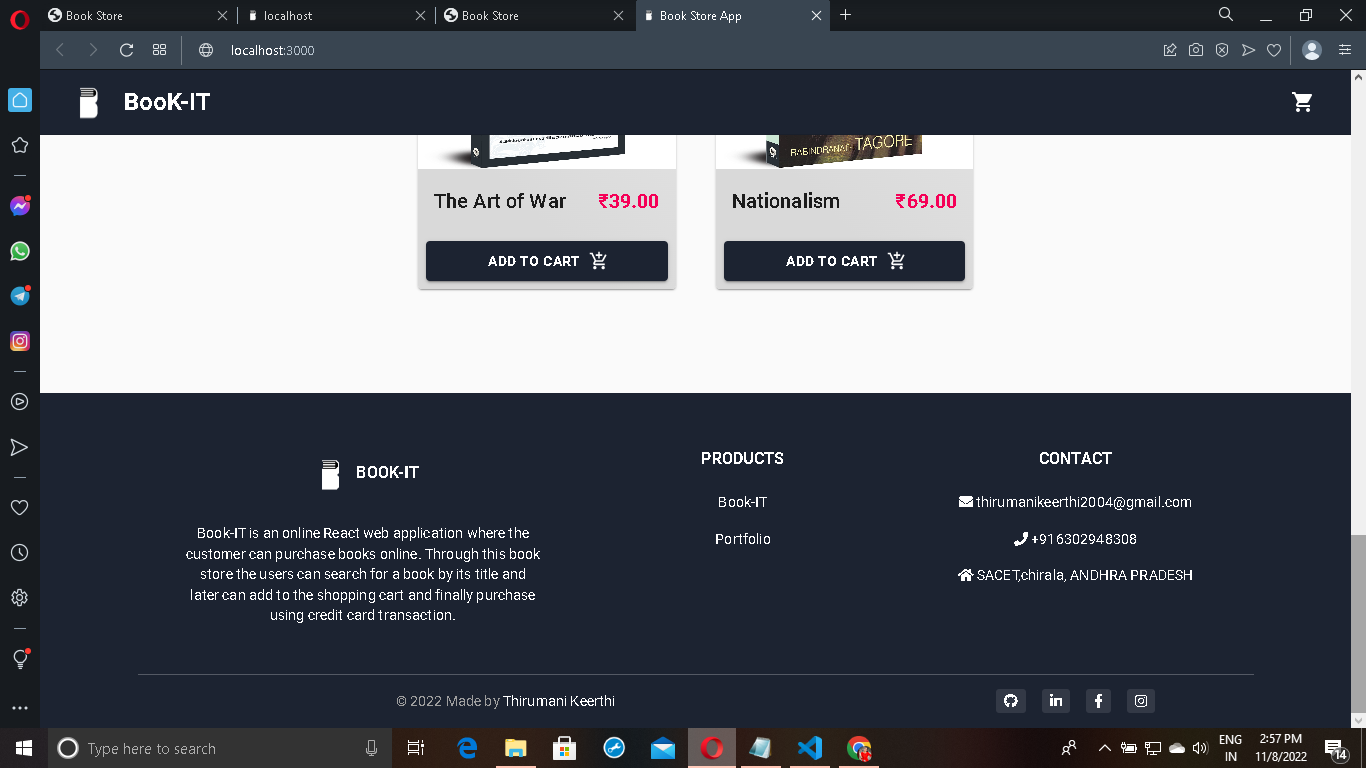 Book Store
localhost
Book Store
Book Store App
localhost:3000
BooK-IT
RABINDRANAT TAGORE
The Art of War ₹39.00
Nationalism ₹69.00
ADD TO CART
ADD TO CART
BOOK-IT
Book-IT is an online React web application where the
customer can purchase books online. Through this book
store the users can search for a book by its title and
later can add to the shopping cart and finally purchase
using credit card transaction.
PRODUCTS
Book-IT
Portfolio
CONTACT
thirumanikeerthi2004@gmail.com
+916302948308
SACET,chirala, ANDHRA PRADESH
© 2022 Made by Thirumani Keerthi
Type here to search
ENG
IN
2:57 PM
11/8/2022
14